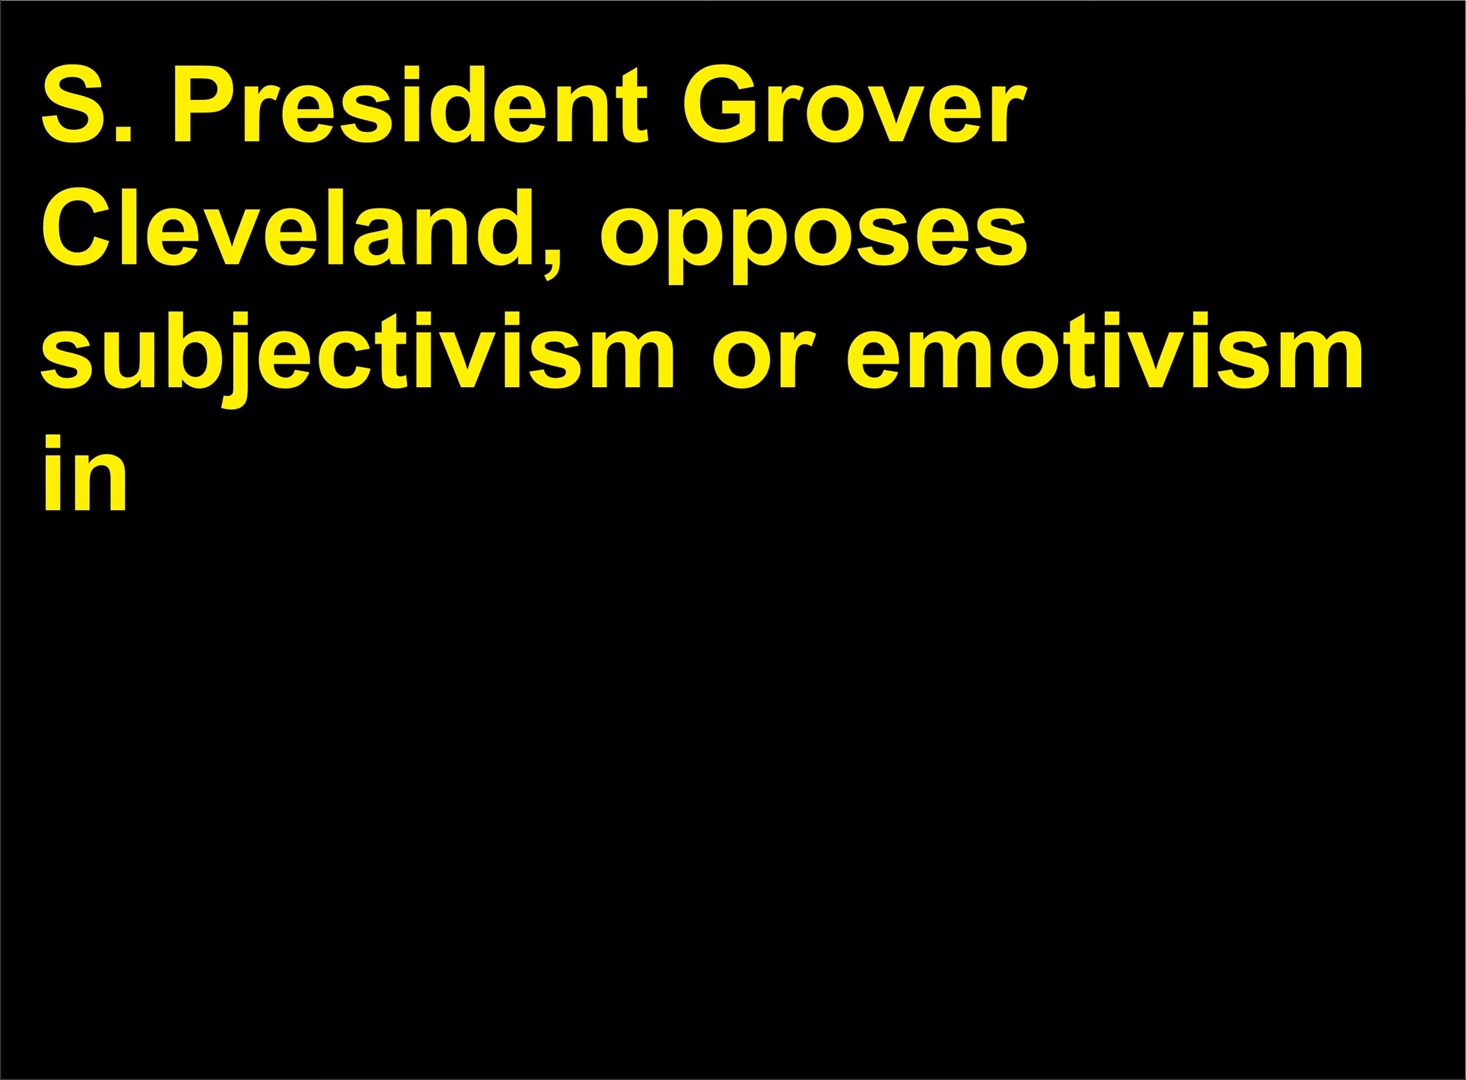 S. President Grover
Cleveland, opposes
subjectivism or emotivism
in